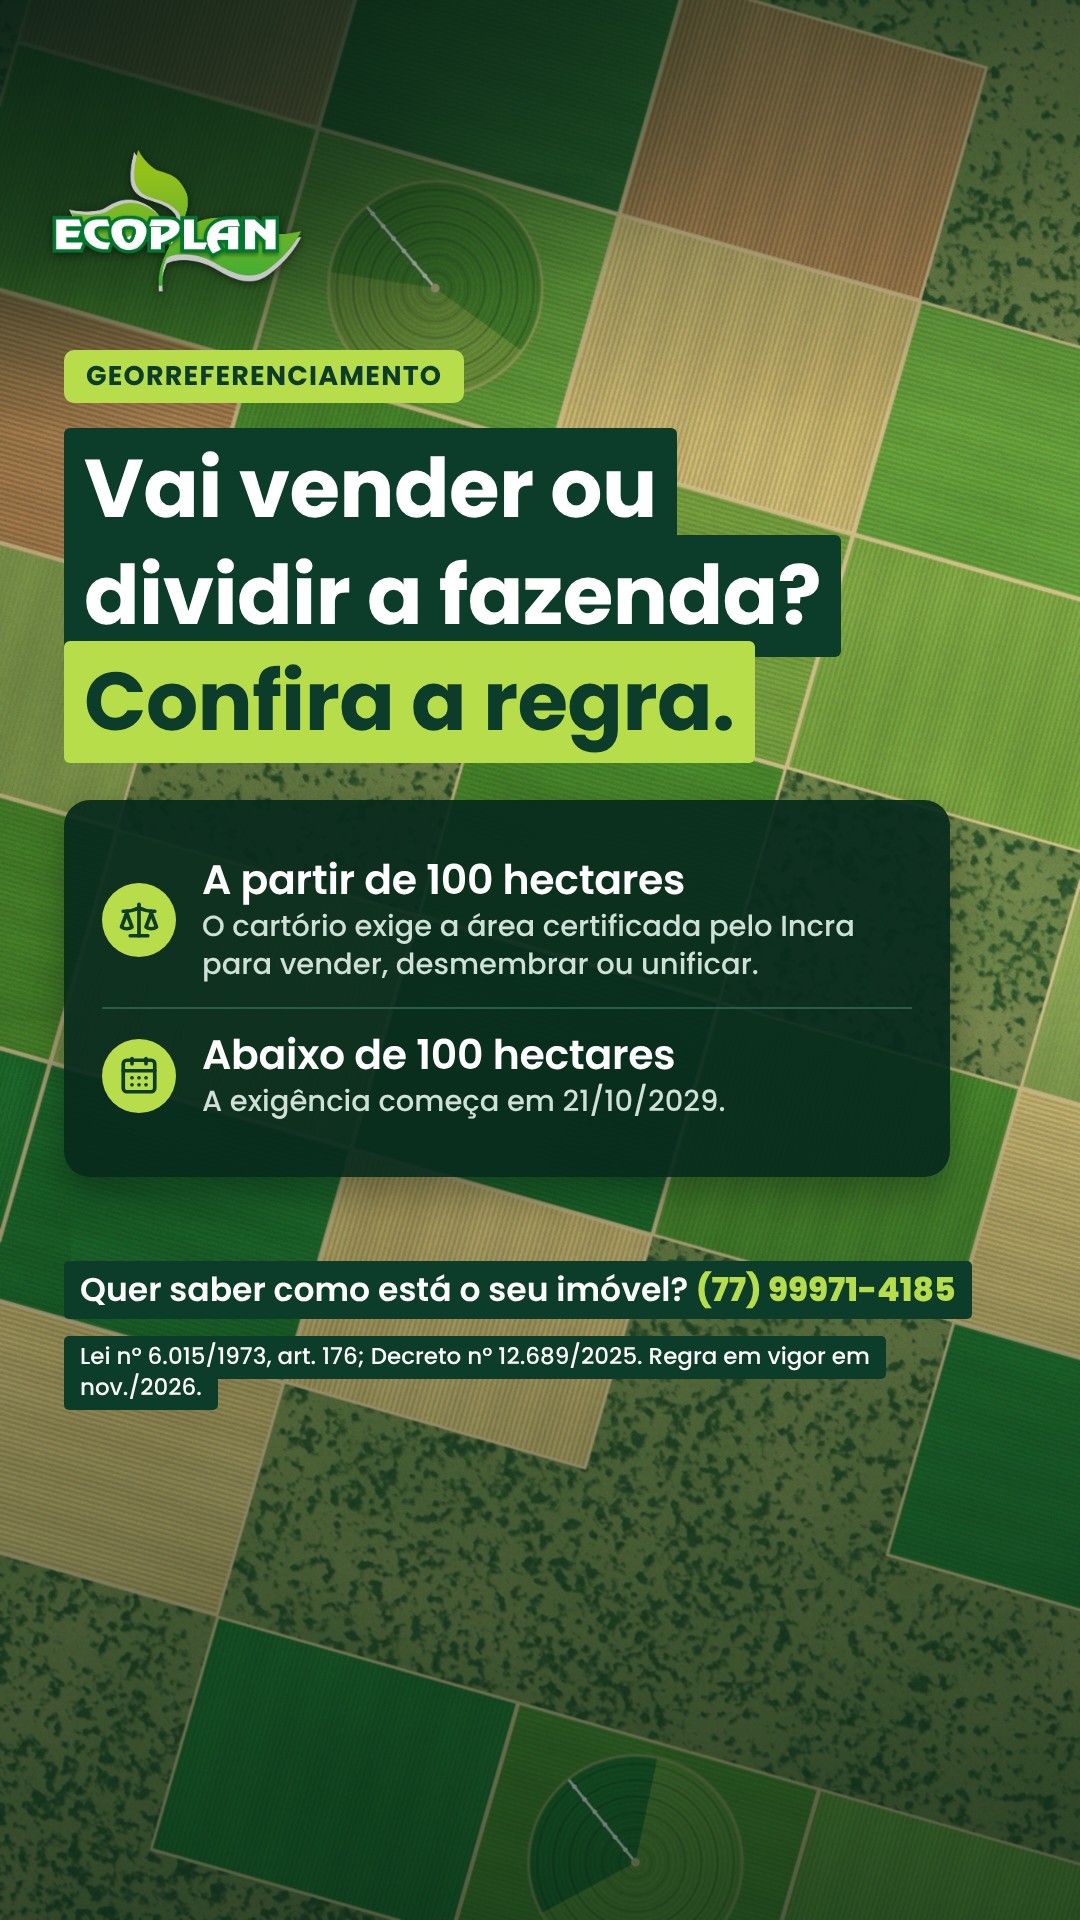 ECOPLAN
GEORREFERENCIAMENTO
Vai vender ou
dividir a fazenda?
Confira a regra.
A partir de 100 hectares
O cartório exige a área certificada pelo Incra
para vender, desmembrar ou unificar.
Abaixo de 100 hectares
A exigência começa em 21/10/2029.
Quer saber como está o seu imóvel? (77) 99971-4185
Lei nº 6.015/1973, art. 176; Decreto nº 12.689/2025. Regra em vigor em
nov./2026.